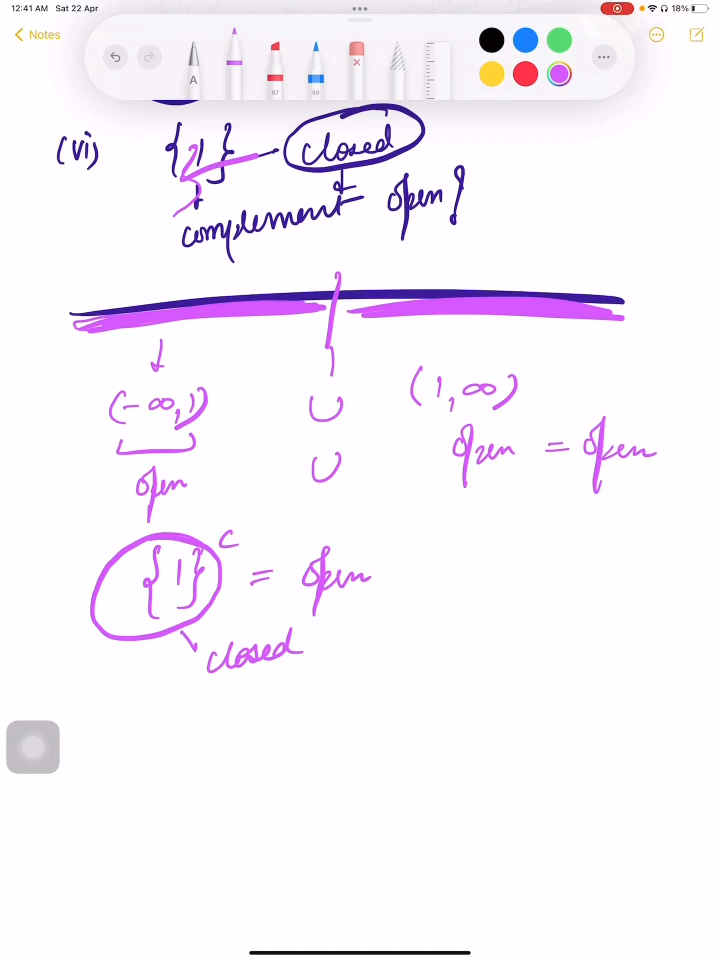 12:41 AM Sat 22 Apr
18%
Notes
A
57
50
(vi) {1} closed
complement open?
(-∞,1) ∪ (1,∞)
open ∪ open = open
{1}ᶜ = open
closed